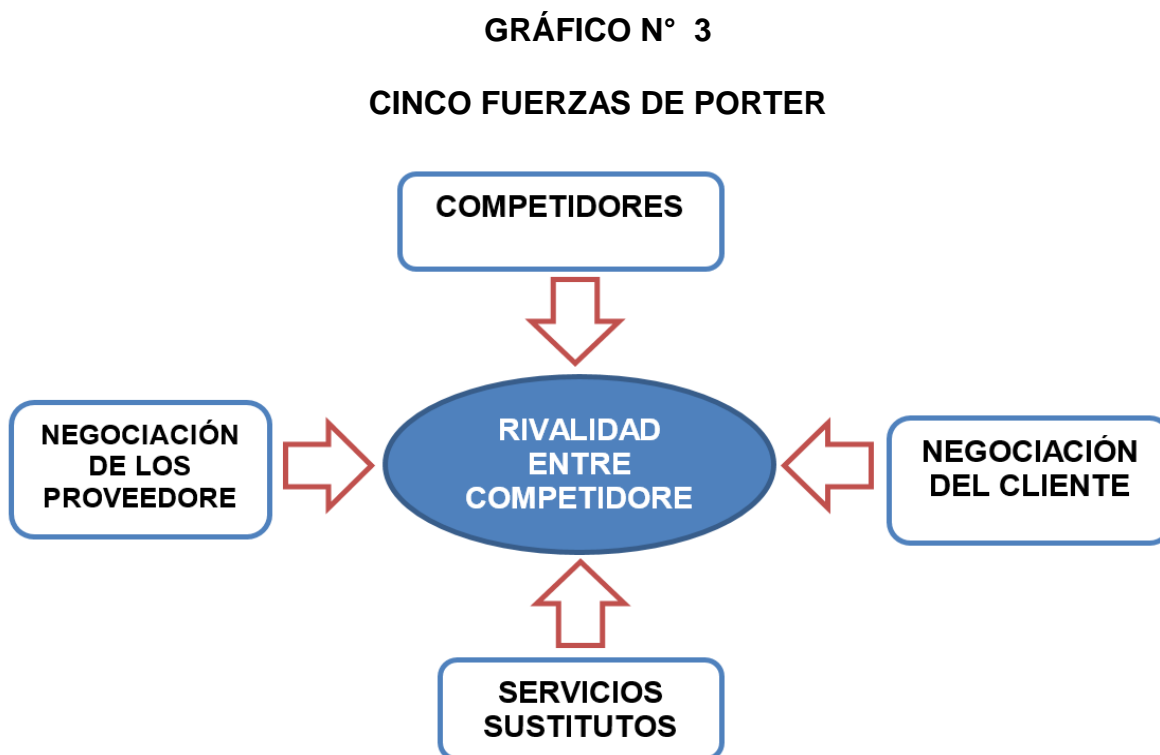 GRÁFICO N° 3
CINCO FUERZAS DE PORTER
COMPETIDORES
NEGOCIACIÓN
DE LOS
PROVEEDORE
RIVALIDAD
ENTRE
COMPETIDORE
NEGOCIACIÓN
DEL CLIENTE
SERVICIOS
SUSTITUTOS